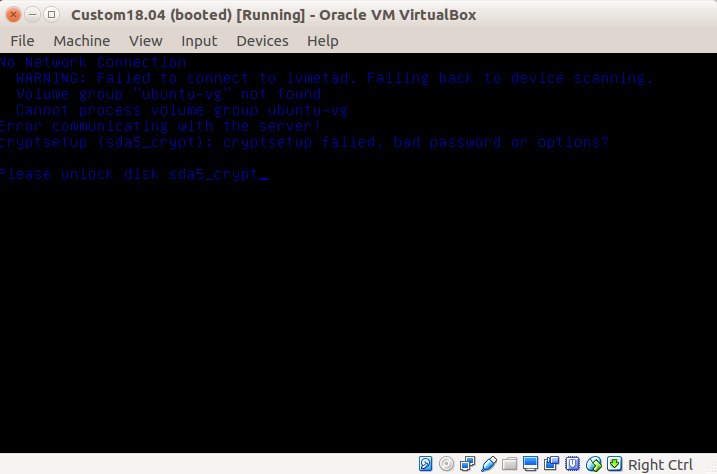 Custom18.04 (booted) [Running] - Oracle VM VirtualBox
File Machine View Input Devices Help
No Network Connection
WARNING: Failed to connect to lvmetad. Falling back to device scanning.
Volume group "ubuntu-vg" not found
Cannot process volume group ubuntu-vg
Error communicating with the server!
cryptsetup (sda5_crypt): cryptsetup failed, bad password or options?
Please unlock disk sda5_crypt_
Right Ctrl